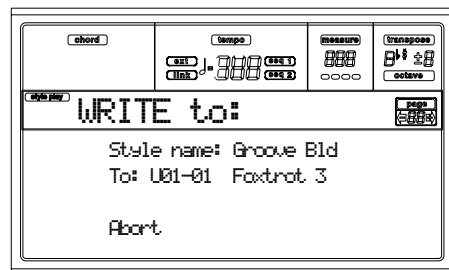 chord tempo measure transpose
ext seq 1
link seq 2
octave
style play WRITE to: page
Style name: Groove Bld
To: U01-01 Foxtrot 3
Abort